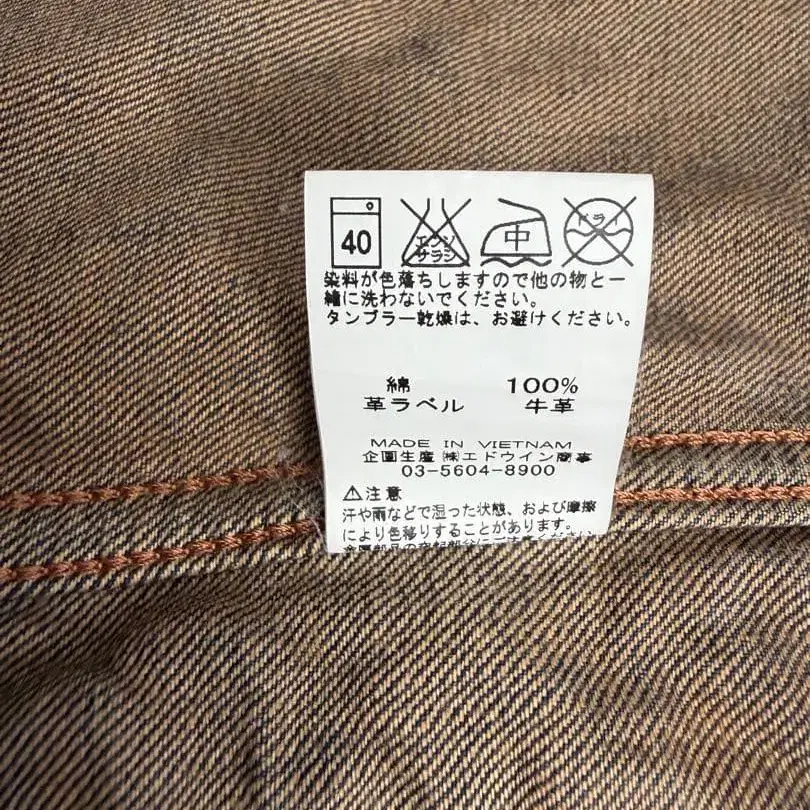 40
エンソ
サラシ
中
ドライ
染料が色落ちしますので他の物と一
緒に洗わないでください。
タンブラー乾燥は、お避けください。
綿 100%
革ラベル 牛革
MADE IN VIETNAM
企画生産 ㈱エドウイン商事
03-5604-8900
⚠注意
汗や雨などで湿った状態、および摩擦
により色移りすることがあります。